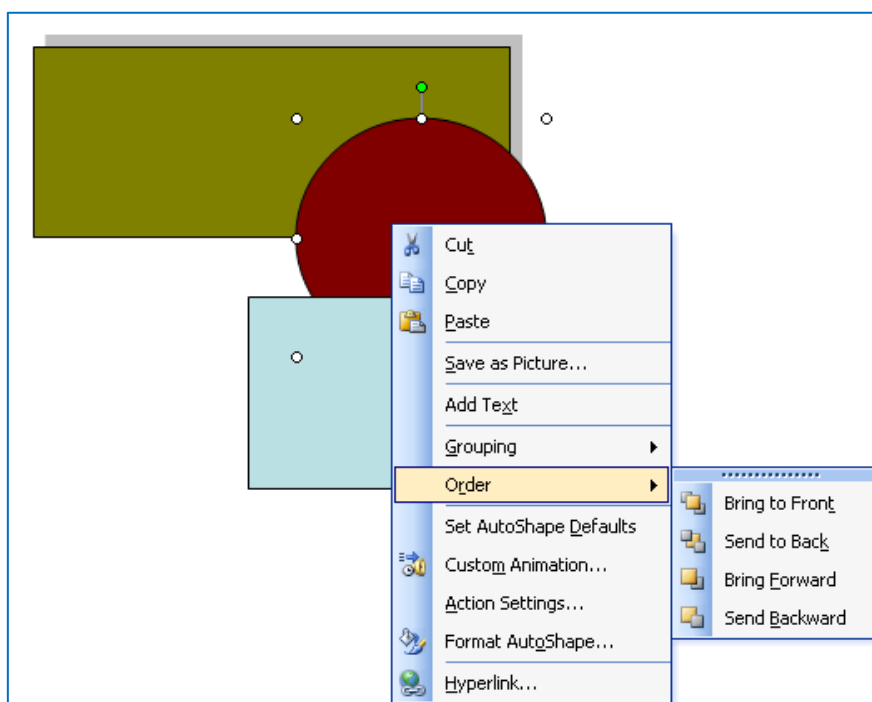 Cut
Copy
Paste
Save as Picture...
Add Text
Grouping
Order
Set AutoShape Defaults
Custom Animation...
Action Settings...
Format AutoShape...
Hyperlink...
Bring to Front
Send to Back
Bring Forward
Send Backward